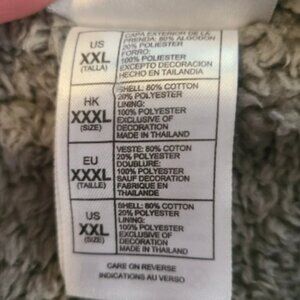 US
XXL
(TALLA)
CAPA EXTERIOR DE LA
PRENDA: 80% ALGODON
20% POLIESTER
FORRO:
100% POLIESTER
EXCEPTO DECORACION
HECHO EN TAILANDIA
HK
XXXL
(SIZE)
SHELL: 80% COTTON
20% POLYESTER
LINING:
100% POLYESTER
EXCLUSIVE OF
DECORATION
MADE IN THAILAND
EU
XXXL
(TAILLE)
VESTE: 80% COTON
20% POLYESTER
DOUBLURE:
100% POLYESTER
SAUF DECORATION
FABRIQUE EN
THAILANDE
US
XXL
(SIZE)
SHELL: 80% COTTON
20% POLYESTER
LINING:
100% POLYESTER
EXCLUSIVE OF
DECORATION
MADE IN THAILAND
CARE ON REVERSE
INDICATIONS AU VERSO